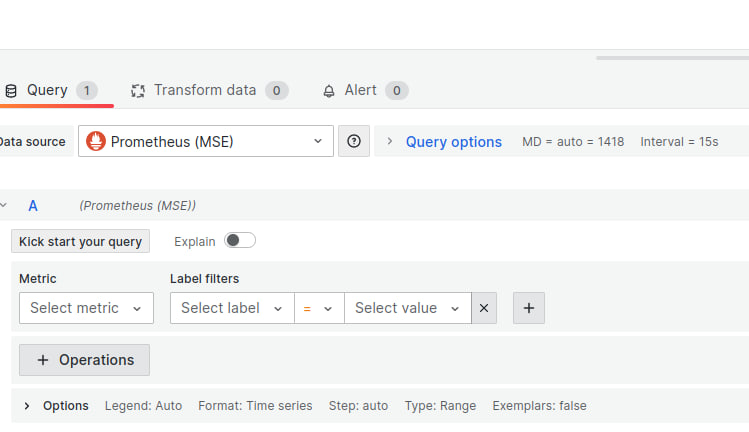 Query 1 Transform data 0 Alert 0
Data source Prometheus (MSE) Query options MD = auto = 1418 Interval = 15s
A (Prometheus (MSE))
Kick start your query Explain
Metric Label filters
Select metric Select label = Select value
+ Operations
Options Legend: Auto Format: Time series Step: auto Type: Range Exemplars: false